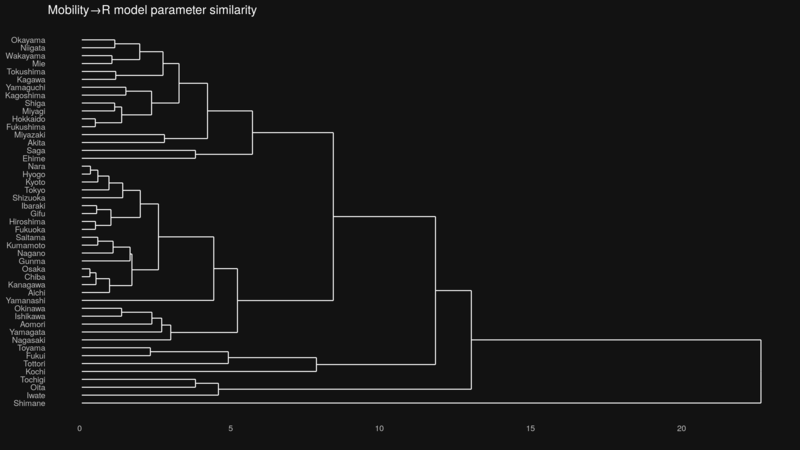 Mobility→R model parameter similarity
Okayama
Niigata
Wakayama
Mie
Tokushima
Kagawa
Yamaguchi
Kagoshima
Shiga
Miyagi
Hokkaido
Fukushima
Miyazaki
Akita
Saga
Ehime
Nara
Hyogo
Kyoto
Tokyo
Shizuoka
Ibaraki
Gifu
Hiroshima
Fukuoka
Saitama
Kumamoto
Nagano
Gunma
Osaka
Chiba
Kanagawa
Aichi
Yamanashi
Okinawa
Ishikawa
Aomori
Yamagata
Nagasaki
Toyama
Fukui
Tottori
Kochi
Tochigi
Oita
Iwate
Shimane
0 5 10 15 20